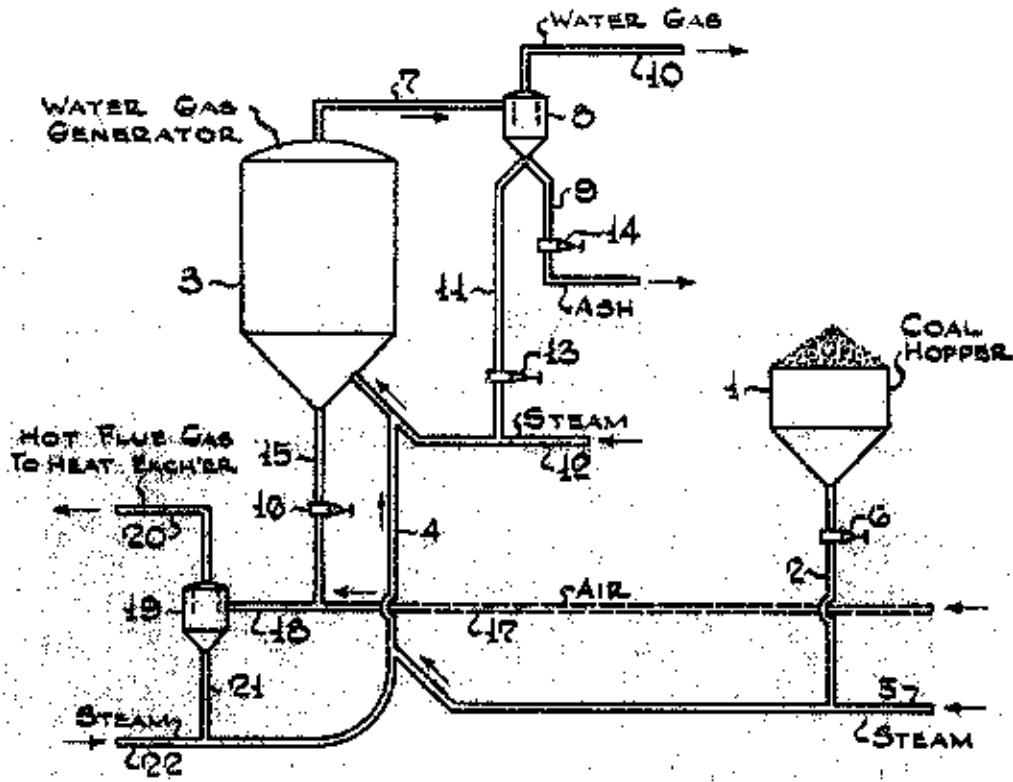 WATER GAS
10
7
8
WATER GAS
GENERATOR
9
14
3
11
ASH
COAL
HOPPER
13
1
STEAM
12
HOT FLUE GAS
TO HEAT EXCH'ER
15
16
6
20
4
2
AIR
19
18
17
21
5
STEAM
STEAM
22